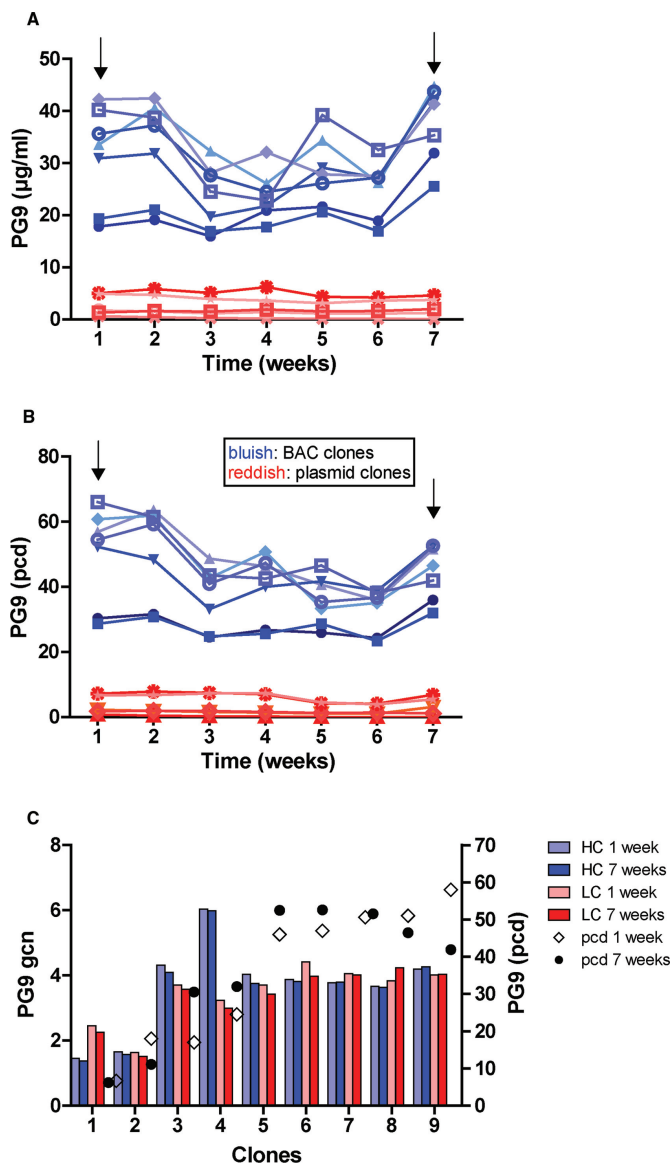 A
PG9 (µg/ml)
50
40
30
20
10
0
1 2 3 4 5 6 7
Time (weeks)
B
bluish: BAC clones
reddish: plasmid clones
PG9 (pcd)
80
60
40
20
0
1 2 3 4 5 6 7
Time (weeks)
C
PG9 gcn
8
6
4
2
0
1 2 3 4 5 6 7 8 9
Clones
70
60
50
40
30
20
10
0
PG9 (pcd)
HC 1 week
HC 7 weeks
LC 1 week
LC 7 weeks
pcd 1 week
pcd 7 weeks